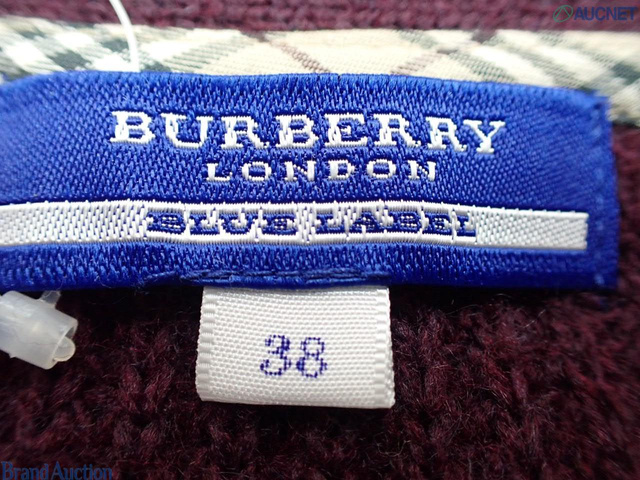 AUCNET
BURBERRY
LONDON
BLUE LABEL
38
Brand Auction